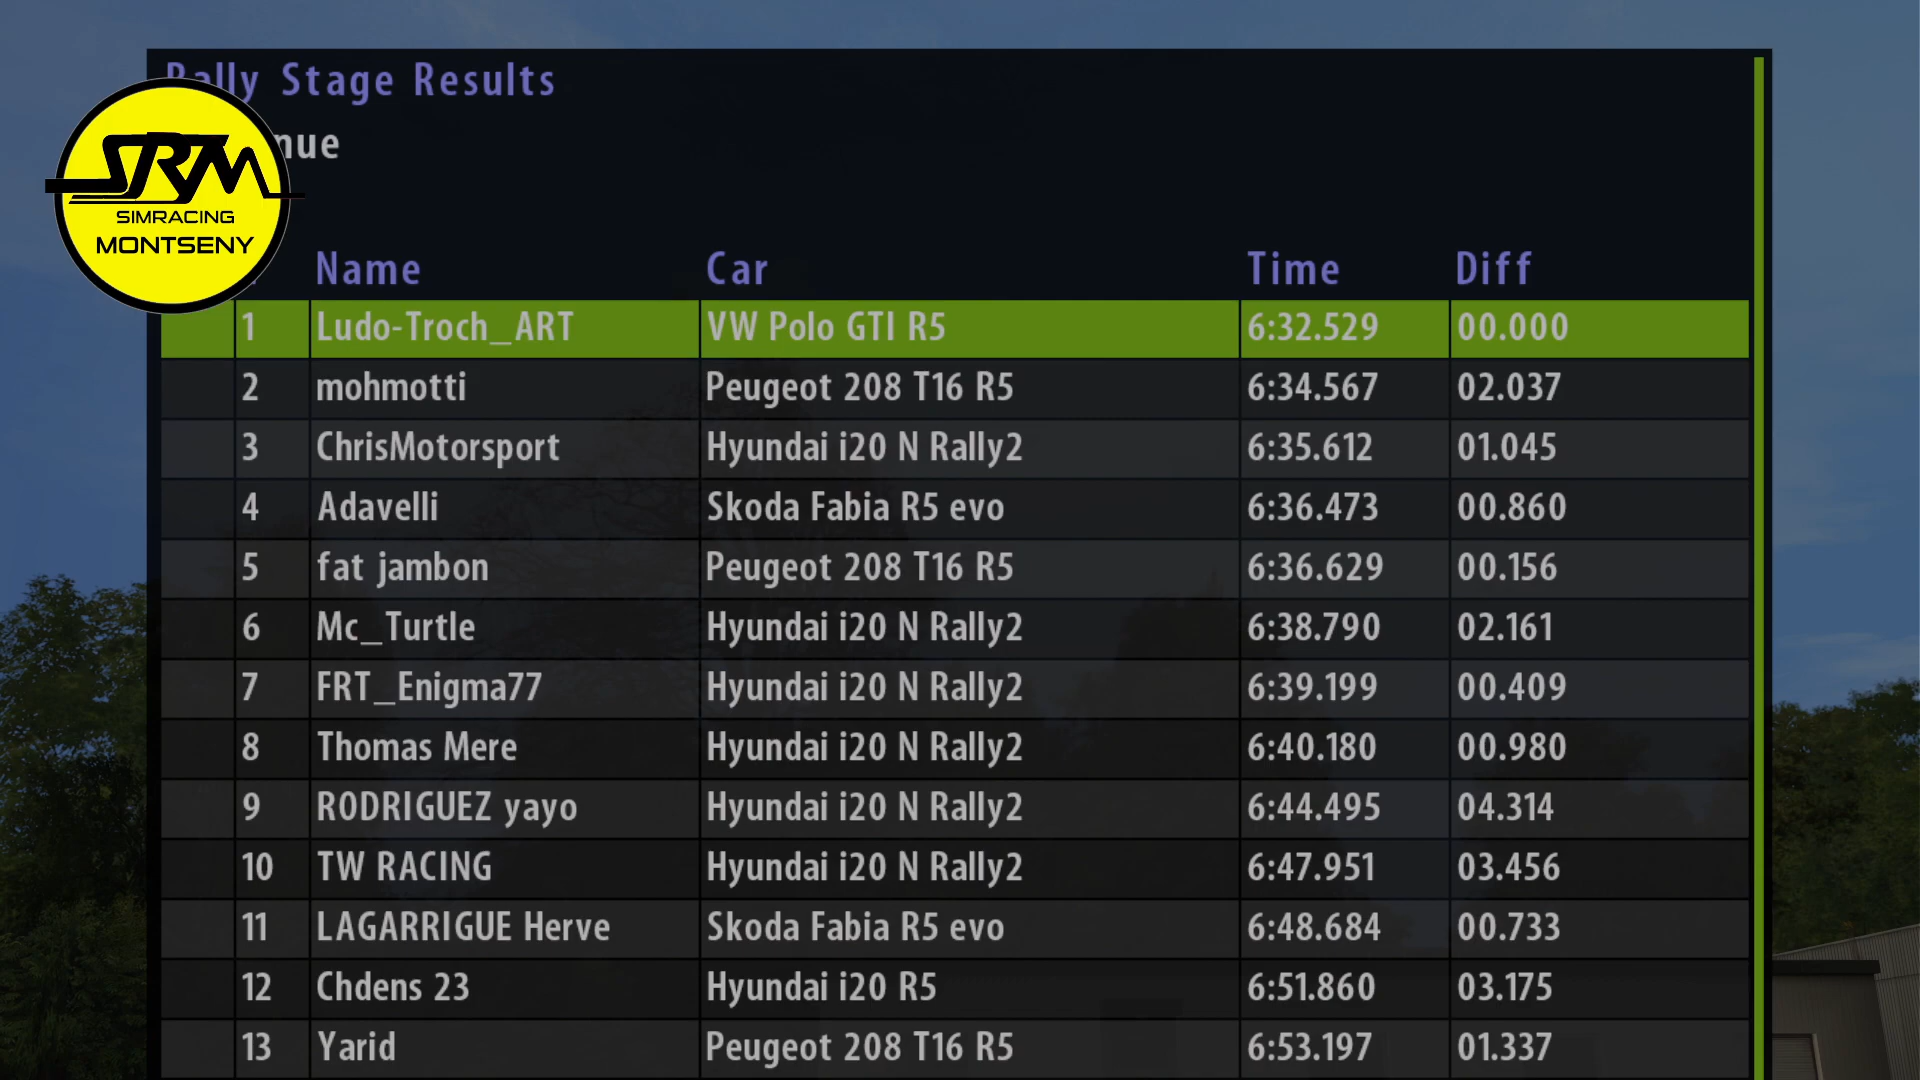 Rally Stage Results
SRM
SIMRACING
MONTSENY
Name Car Time Diff
1 Ludo-Troch_ART VW Polo GTI R5 6:32.529 00.000
2 mohmotti Peugeot 208 T16 R5 6:34.567 02.037
3 ChrisMotorsport Hyundai i20 N Rally2 6:35.612 01.045
4 Adavelli Skoda Fabia R5 evo 6:36.473 00.860
5 fat jambon Peugeot 208 T16 R5 6:36.629 00.156
6 Mc_Turtle Hyundai i20 N Rally2 6:38.790 02.161
7 FRT_Enigma77 Hyundai i20 N Rally2 6:39.199 00.409
8 Thomas Mere Hyundai i20 N Rally2 6:40.180 00.980
9 RODRIGUEZ yayo Hyundai i20 N Rally2 6:44.495 04.314
10 TW RACING Hyundai i20 N Rally2 6:47.951 03.456
11 LAGARRIGUE Herve Skoda Fabia R5 evo 6:48.684 00.733
12 Chdens 23 Hyundai i20 R5 6:51.860 03.175
13 Yarid Peugeot 208 T16 R5 6:53.197 01.337